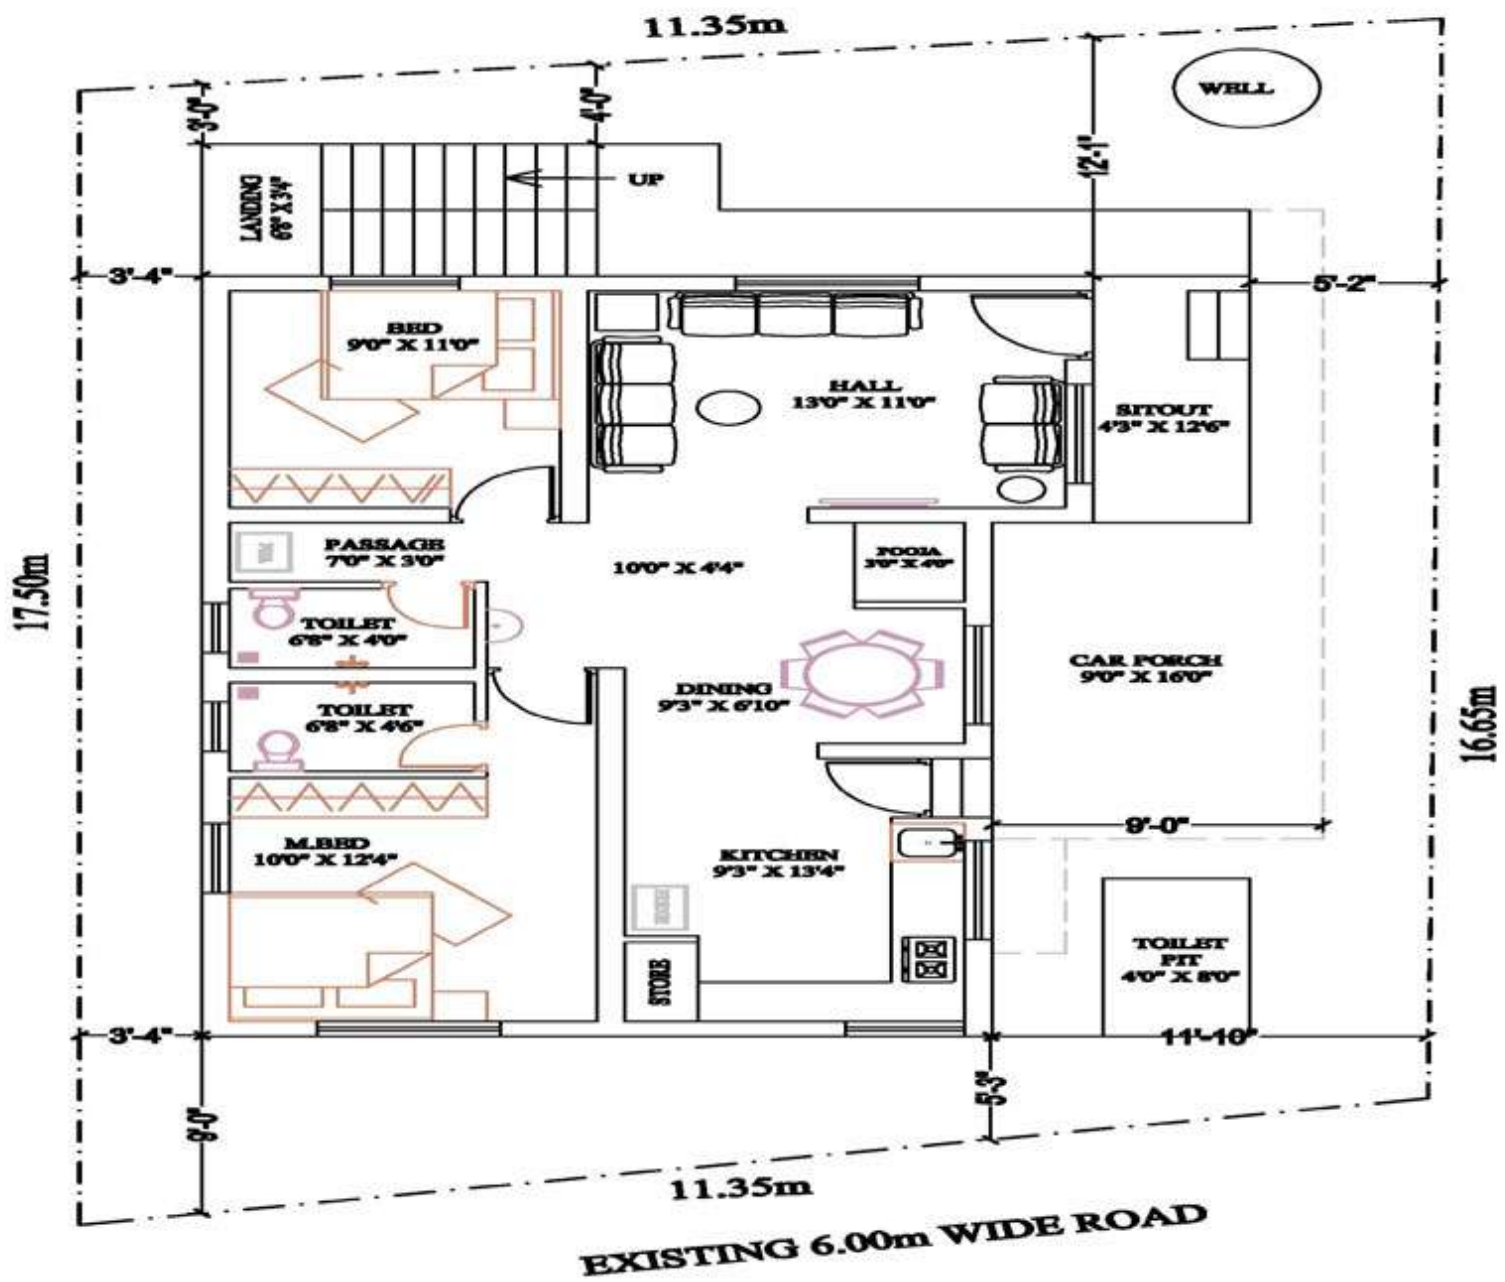 11.35m
WELL
3'-0"
4'-0"
12'-1"
LANDING
6'8" X 3'4"
UP
3'-4"
5'-2"
BED
9'0" X 11'0"
HALL
13'0" X 11'0"
SITOUT
4'3" X 12'6"
PASSAGE
7'0" X 3'0"
10'0" X 4'4"
POOJA
3'0" X 4'0"
17.50m
TOILET
6'8" X 4'0"
CAR PORCH
9'0" X 16'0"
DINING
9'3" X 6'10"
TOILET
6'8" X 4'6"
16.65m
9'-0"
M.BED
10'0" X 12'4"
KITCHEN
9'3" X 13'4"
STORE
TOILET
PIT
4'0" X 8'0"
3'-4"
11'-10"
9'-0"
5'-3"
11.35m
EXISTING 6.00m WIDE ROAD